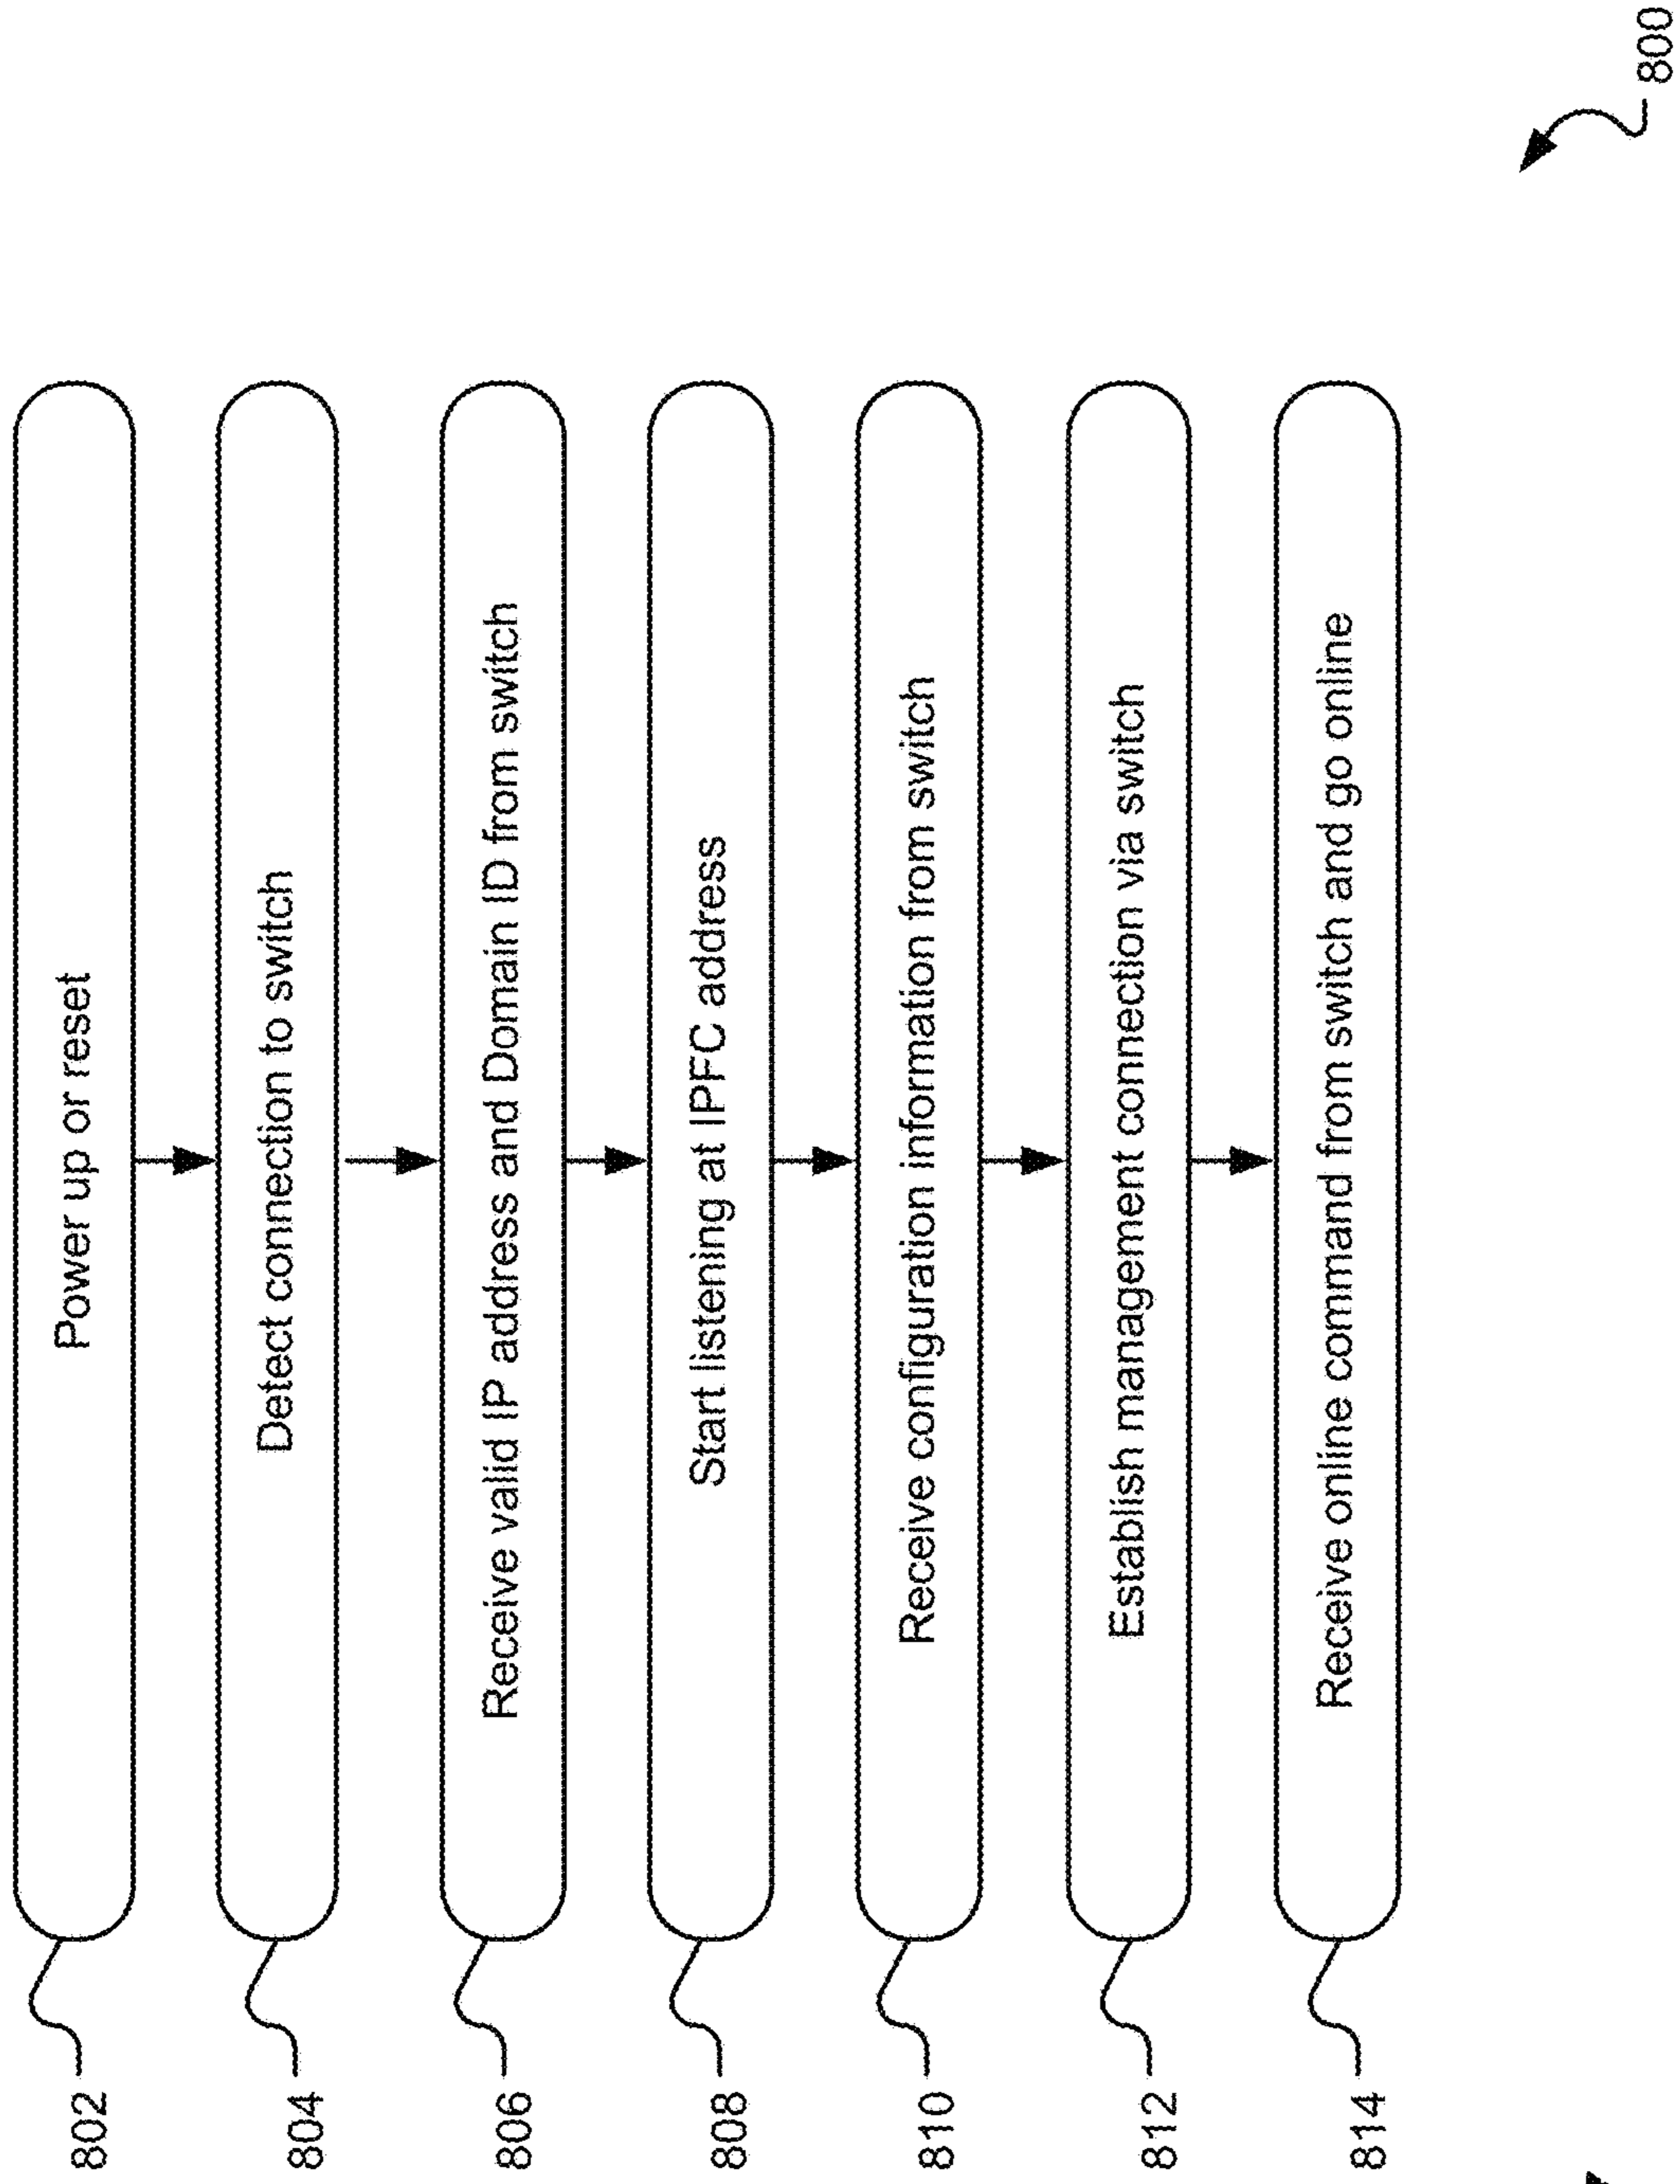 802
Power up or reset
804
Detect connection to switch
806
Receive valid IP address and Domain ID from switch
808
Start listening at IPFC address
810
Receive configuration information from switch
812
Establish management connection via switch
814
Receive online command from switch and go online
800